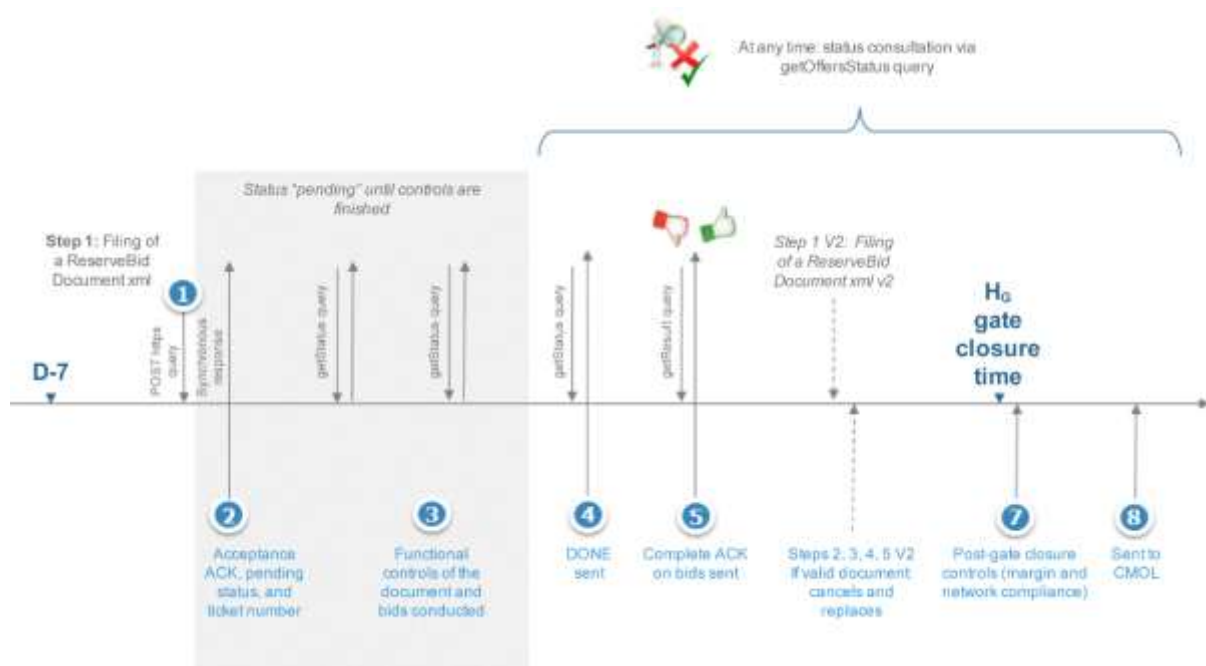 At any time: status consultation via
getOffersStatus query
Status "pending" until controls are
finished
Step 1: Filing of
a ReserveBid
Document xml
1
POST https
query
Synchronous
response
getStatus query
getStatus query
getStatus query
getResult query
Step 1 V2: Filing
of a ReserveBid
Document xml v2
HG
gate
closure
time
D-7
2
Acceptance
ACK, pending
status, and
ticket number
3
Functional
controls of the
document and
bids conducted
4
DONE
sent
5
Complete ACK
on bids sent
Steps 2, 3, 4, 5 V2
If valid document:
cancels and
replaces
7
Post-gate closure
controls (margin and
network compliance)
8
Sent to
CMOL